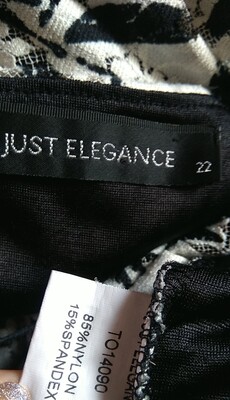 JUST ELEGANCE
22
TO14090
85%NYLON
15%SPANDEX